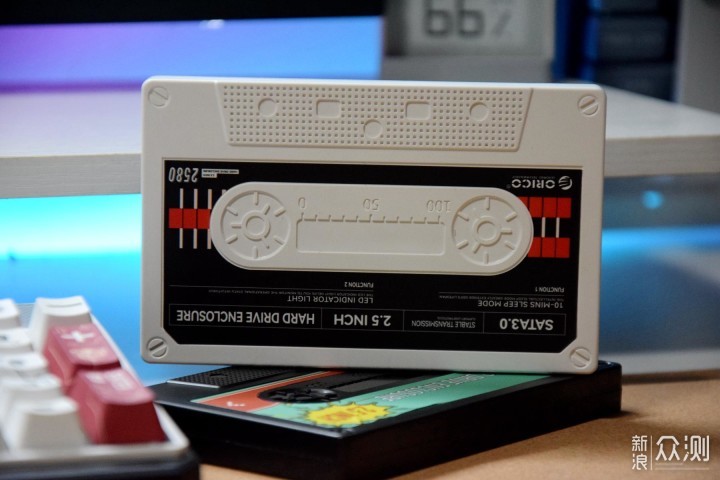 66%
SATA3.0
STABLE TRANSMISSION
2.5 INCH
HARD DRIVE ENCLOSURE
10-MINS SLEEP MODE
LED INDICATOR LIGHT
FUNCTION 1
FUNCTION 2
100 50 0
ORICO
2580
新浪 众测